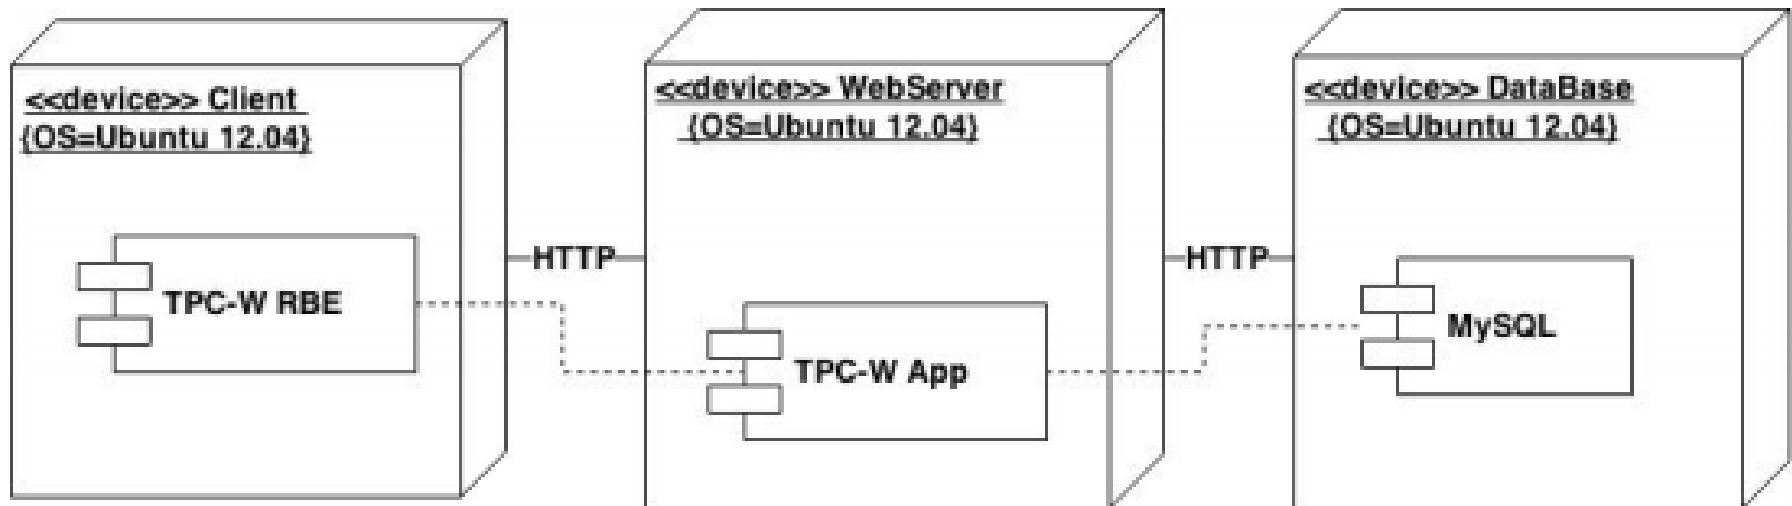 <<device>> Client
{OS=Ubuntu 12.04}
TPC-W RBE
HTTP
<<device>> WebServer
{OS=Ubuntu 12.04}
TPC-W App
HTTP
<<device>> DataBase
{OS=Ubuntu 12.04}
MySQL